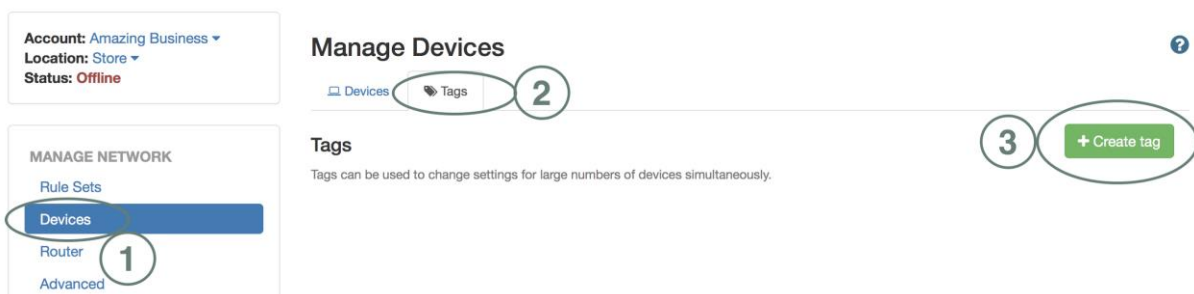 Account: Amazing Business
Location: Store
Status: Offline
MANAGE NETWORK
Rule Sets
Devices
1
Router
Advanced
Manage Devices
Devices
Tags
2
Tags
Tags can be used to change settings for large numbers of devices simultaneously.
3
+ Create tag
?